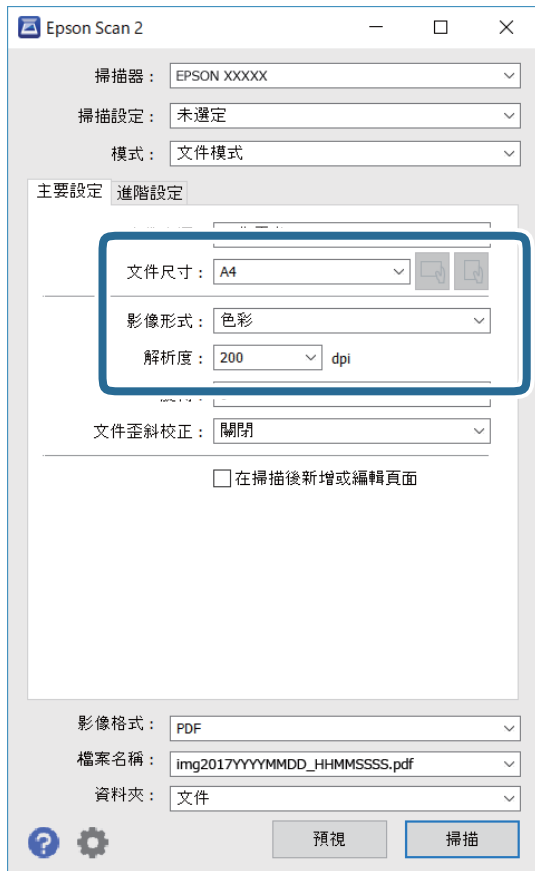 Epson Scan 2
掃描器： EPSON XXXXX
掃描設定： 未選定
模式： 文件模式
主要設定 進階設定
文件尺寸： A4
影像形式： 色彩
解析度： 200 dpi
文件歪斜校正： 關閉
在掃描後新增或編輯頁面
影像格式： PDF
檔案名稱： img2017YYYYMMDD_HHMMSSSS.pdf
資料夾： 文件
預視 掃描